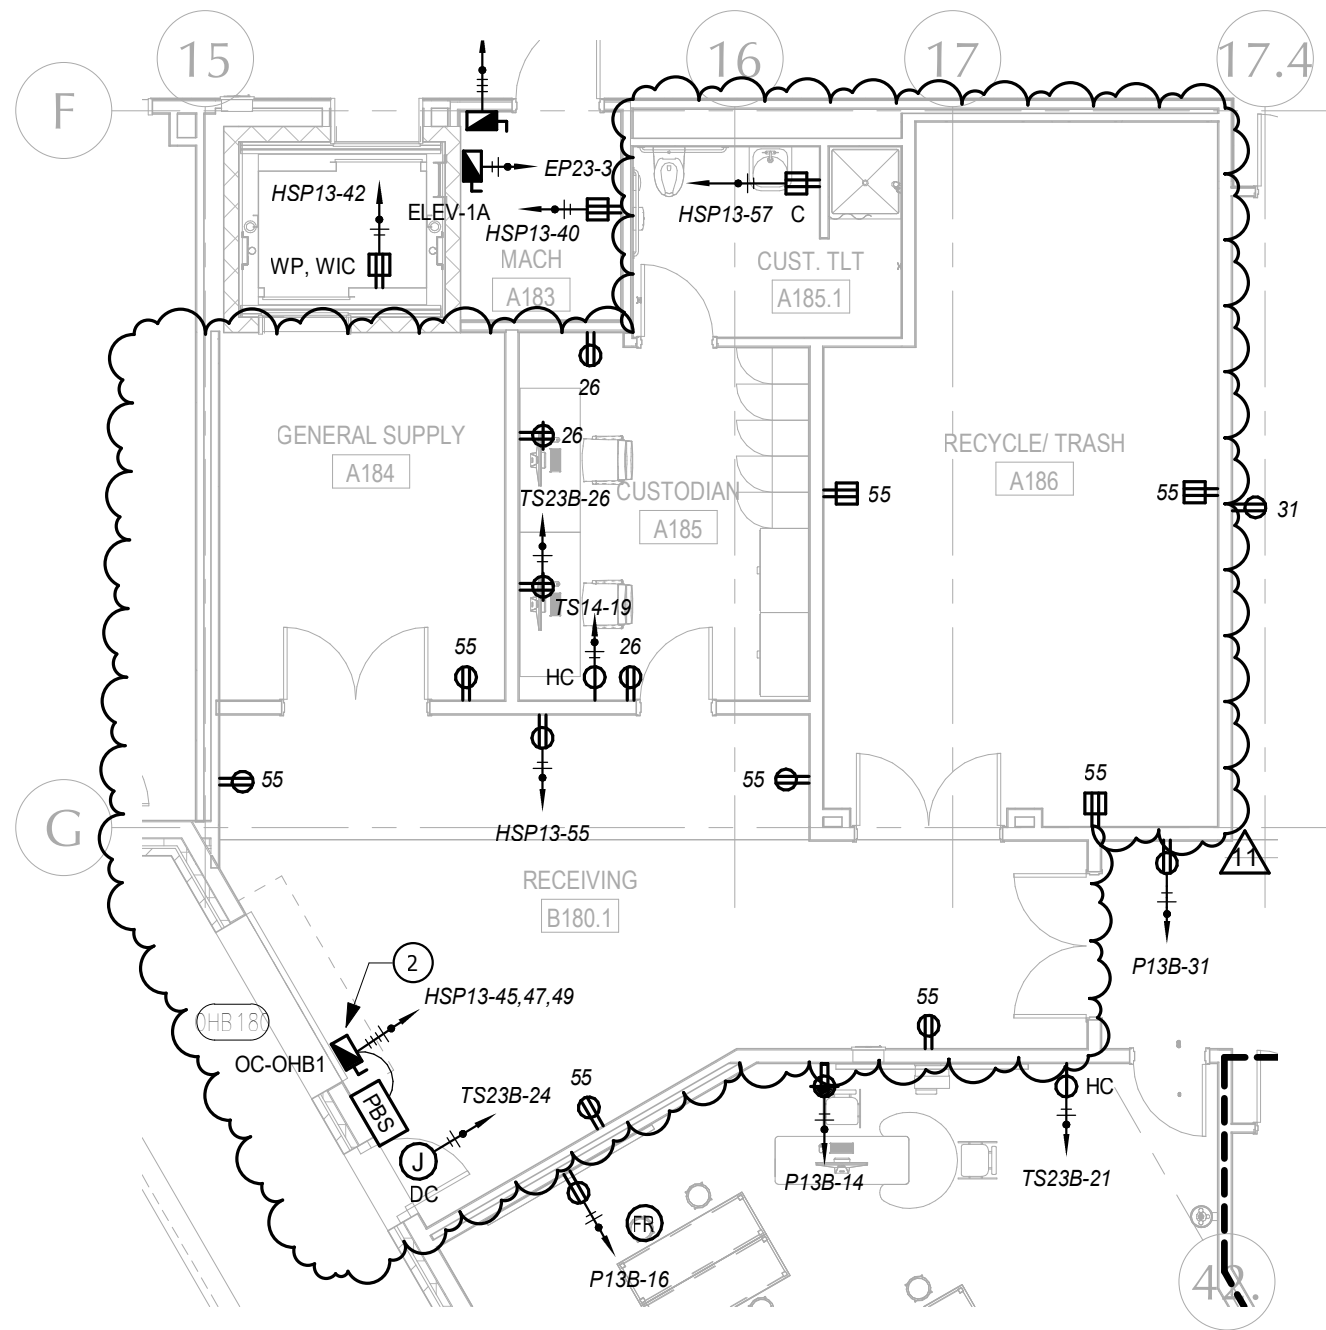 15
16
17
17.4
F
EP23-3
HSP13-42
ELEV-1A
HSP13-40
HSP13-57
C
MACH
A183
WP, WIC
CUST. TLT
A185.1
26
GENERAL SUPPLY
A184
26
RECYCLE/ TRASH
A186
TS23B-26
CUSTODIAN
A185
55
55
31
TS14-19
55
26
HC
55
55
55
HSP13-55
G
11
RECEIVING
B180.1
2
P13B-31
HSP13-45,47,49
55
OHB180
OC-OHB1
55
TS23B-24
HC
PBS
J
DC
P13B-14
TS23B-21
FR
P13B-16